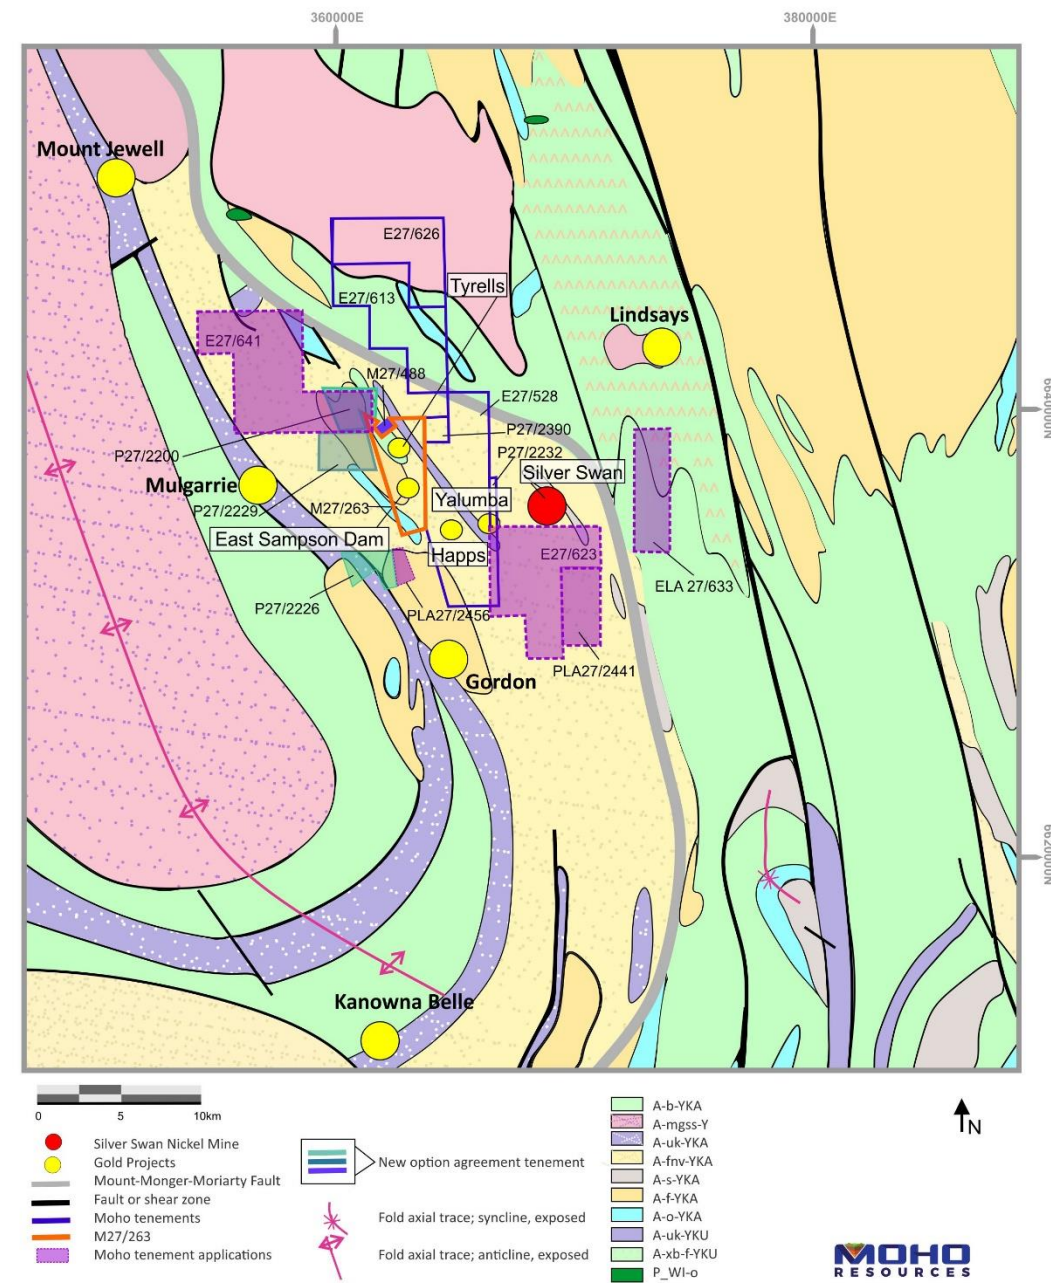 360000E
380000E
Mount Jewell
E27/626
Tyrells
E27/613
Lindsays
E27/641
M27/488
E27/528
6640000N
P27/2390
P27/2200
P27/2232
Silver Swan
Mulgarrie
Yalumba
P27/2229
M27/263
East Sampson Dam
Happs
E27/623
ELA 27/633
P27/2226
PLA27/2456
PLA27/2441
Gordon
6620000N
Kanowna Belle
0 5 10km
Silver Swan Nickel Mine
Gold Projects
Mount-Monger-Moriarty Fault
Fault or shear zone
Moho tenements
M27/263
Moho tenement applications
New option agreement tenement
Fold axial trace; syncline, exposed
Fold axial trace; anticline, exposed
A-b-YKA
A-mgss-Y
A-uk-YKA
A-fnv-YKA
A-s-YKA
A-f-YKA
A-o-YKA
A-uk-YKU
A-xb-f-YKU
P_WI-o
N
MOHO
RESOURCES